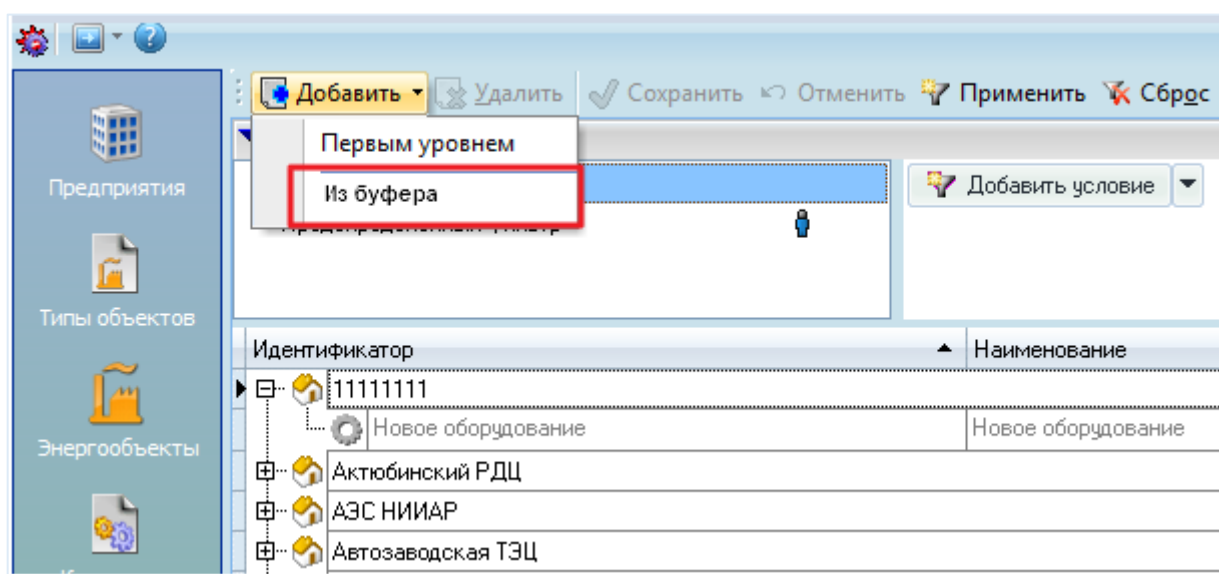 Добавить
Удалить
Сохранить
Отменить
Применить
Сброс
Первым уровнем
Из буфера
Добавить условие
Предприятия
Типы объектов
Энергообъекты
Идентификатор
Наименование
11111111
Новое оборудование
Новое оборудование
Актюбинский РДЦ
АЭС НИИАР
Автозаводская ТЭЦ